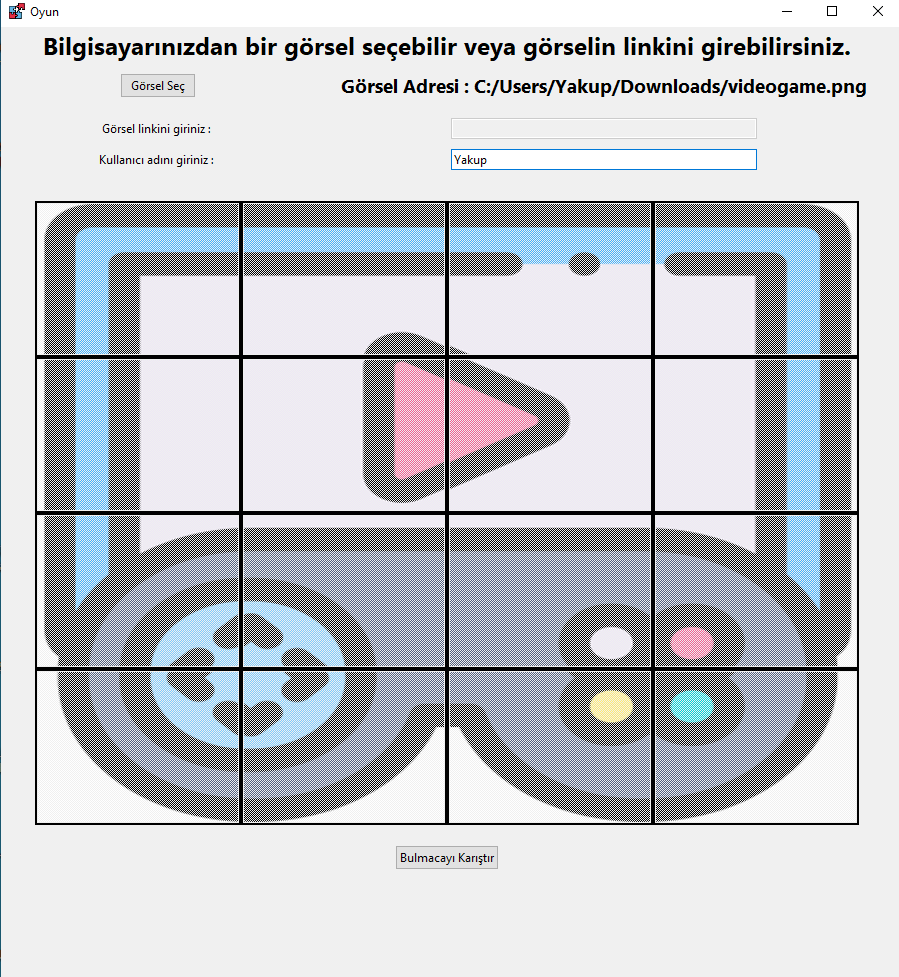 Oyun
Bilgisayarınızdan bir görsel seçebilir veya görselin linkini girebilirsiniz.
Görsel Seç
Görsel Adresi : C:/Users/Yakup/Downloads/videogame.png
Görsel linkini giriniz :
Kullanıcı adını giriniz :
Yakup
Bulmacayı Karıştır